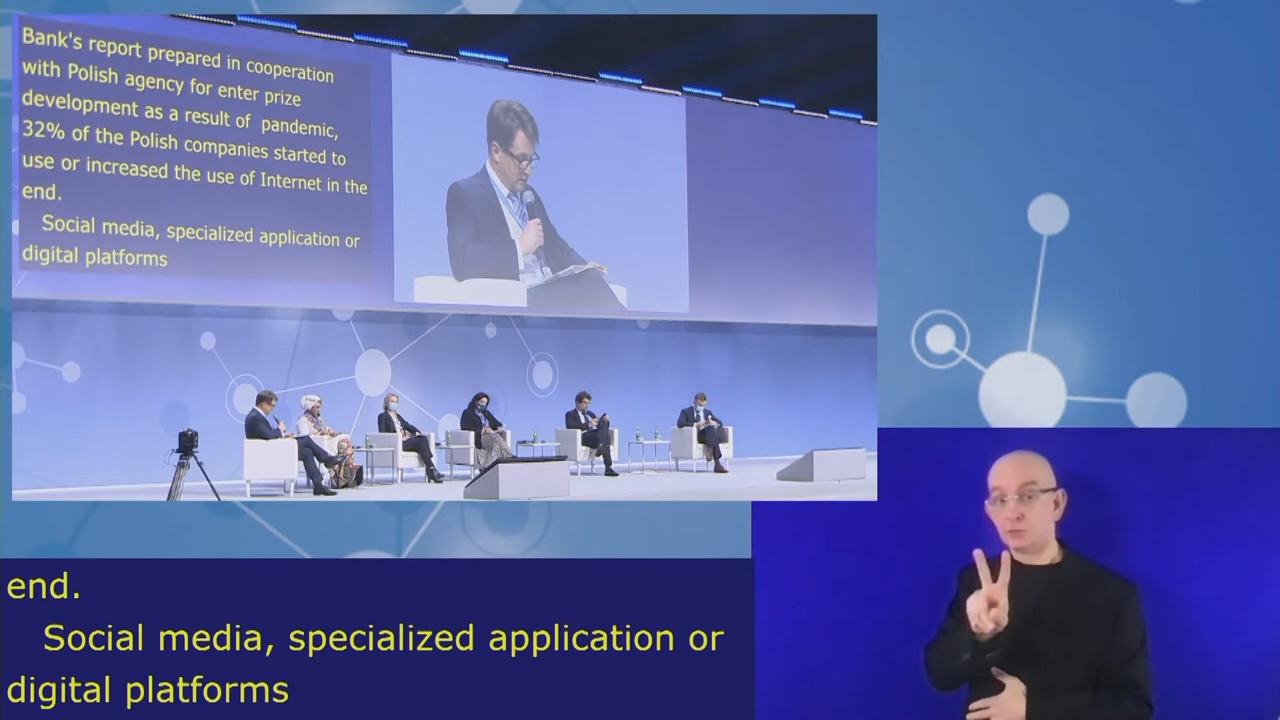 Bank's report prepared in cooperation
with Polish agency for enter prize
development as a result of  pandemic,
32% of the Polish companies started to
use or increased the use of Internet in the
end.
Social media, specialized application or
digital platforms
end.
Social media, specialized application or
digital platforms